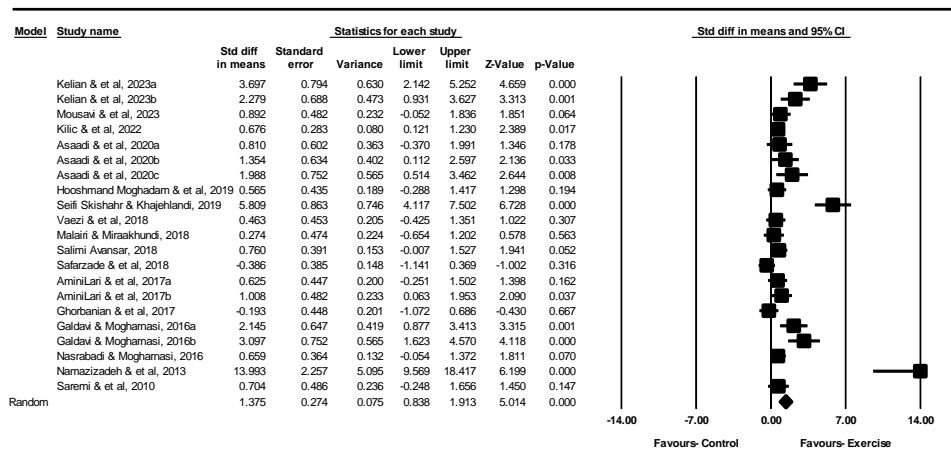 Model Study name Statistics for each study Std diff in means and 95% CI
Std diff Standard Lower Upper
in means error Variance limit limit Z-Value p-Value
Kelian & et al, 2023a 3.697 0.794 0.630 2.142 5.252 4.659 0.000
Kelian & et al, 2023b 2.279 0.688 0.473 0.931 3.627 3.313 0.001
Mousavi & et al, 2023 0.892 0.482 0.232 -0.052 1.836 1.851 0.064
Kilic & et al, 2022 0.676 0.283 0.080 0.121 1.230 2.389 0.017
Asaadi & et al, 2020a 0.810 0.602 0.363 -0.370 1.991 1.346 0.178
Asaadi & et al, 2020b 1.354 0.634 0.402 0.112 2.597 2.136 0.033
Asaadi & et al, 2020c 1.988 0.752 0.565 0.514 3.462 2.644 0.008
Hooshmand Moghadam & et al, 2019 0.565 0.435 0.189 -0.288 1.417 1.298 0.194
Seifi Skishahr & Khajehlandi, 2019 5.809 0.863 0.746 4.117 7.502 6.728 0.000
Vaezi & et al, 2018 0.463 0.453 0.205 -0.425 1.351 1.022 0.307
Malairi & Miraakhundi, 2018 0.274 0.474 0.224 -0.654 1.202 0.578 0.563
Salimi Avansar, 2018 0.760 0.391 0.153 -0.007 1.527 1.941 0.052
Safarzade & et al, 2018 -0.386 0.385 0.148 -1.141 0.369 -1.002 0.316
AminiLari & et al, 2017a 0.625 0.447 0.200 -0.251 1.502 1.398 0.162
AminiLari & et al, 2017b 1.008 0.482 0.233 0.063 1.953 2.090 0.037
Ghorbanian & et al, 2017 -0.193 0.448 0.201 -1.072 0.686 -0.430 0.667
Galdavi & Moghamasi, 2016a 2.145 0.647 0.419 0.877 3.413 3.315 0.001
Galdavi & Moghamasi, 2016b 3.097 0.752 0.565 1.623 4.570 4.118 0.000
Nasrabadi & Moghamasi, 2016 0.659 0.364 0.132 -0.054 1.372 1.811 0.070
Namazizadeh & et al, 2013 13.993 2.257 5.095 9.569 18.417 6.199 0.000
Saremi & et al, 2010 0.704 0.486 0.236 -0.248 1.656 1.450 0.147
Random 1.375 0.274 0.075 0.838 1.913 5.014 0.000
-14.00 -7.00 0.00 7.00 14.00
Favours- Control Favours- Exercise